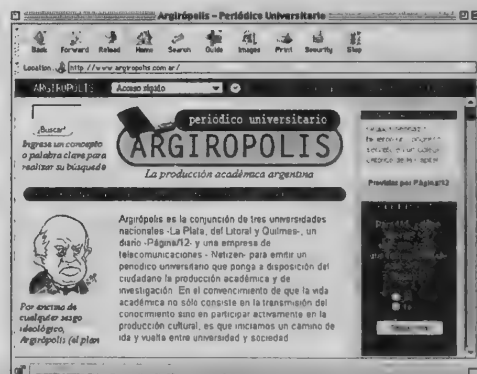 Argirópolis - Periódico Universitario
Back Forward Reload Home Search Guide Images Print Security Stop
Location: http://www.argiropolis.com.ar/
ARGIROPOLIS Acceso rápido
¡Buscar!
Ingrese un concepto
o palabra clave para
realizar su búsqueda
periódico universitario
ARGIROPOLIS
La producción académica argentina
Provistas por Página/12
Argirópolis es la conjunción de tres universidades
nacionales -La Plata, del Litoral y Quilmes-, un
diario -Página/12- y una empresa de
telecomunicaciones - Netizen- para emitir un
periodico universitario que ponga a disposición del
ciudadano la producción académica y de
investigación. En el convencimiento de que la vida
académica no sólo consiste en la transmisión del
conocimiento sino en participar activamente en la
producción cultural, es que iniciamos un camino de
ida y vuelta entre universidad y sociedad
Por encima de
cualquier sesgo
ideológico,
Argirópolis (el plan